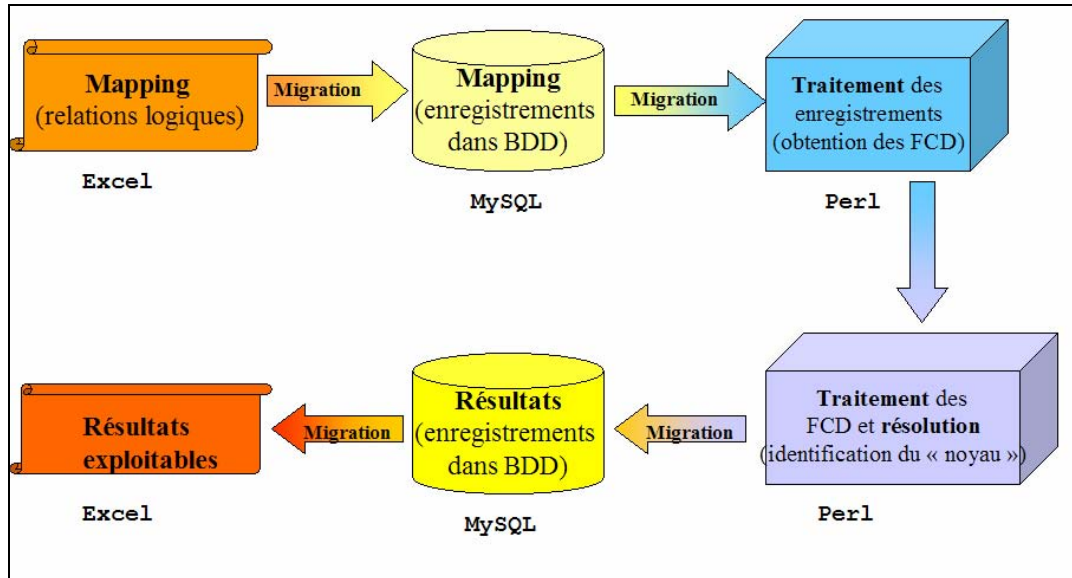 Mapping
(relations logiques)
Excel
Migration
Mapping
(enregistrements
dans BDD)
MySQL
Migration
Traitement des
enregistrements
(obtention des FCD)
Perl
Traitement des
FCD et résolution
(identification du « noyau »)
Perl
Migration
Résultats
(enregistrements
dans BDD)
MySQL
Migration
Résultats
exploitables
Excel